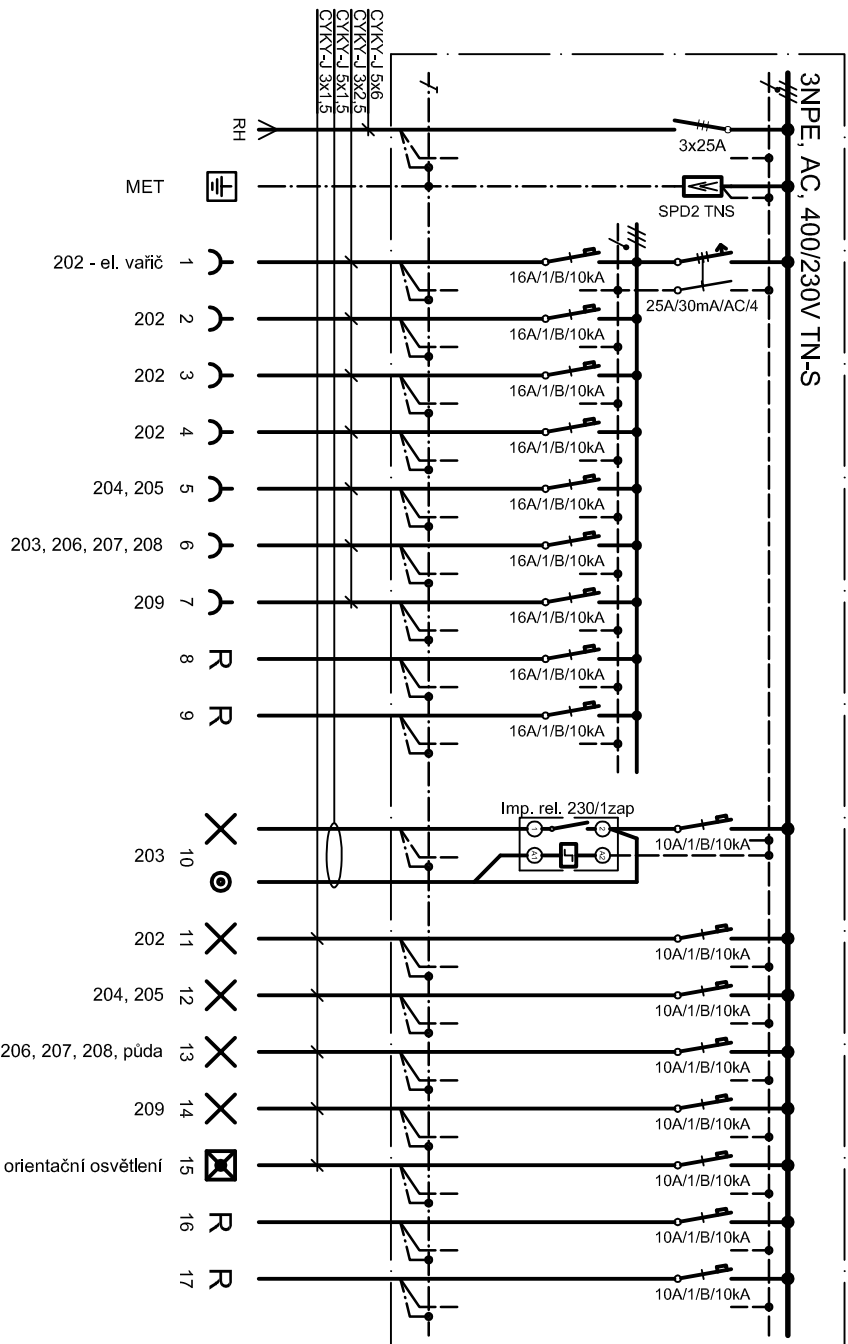 CYKY-J 5x6
CYKY-J 3x2,5
CYKY-J 5x1,5
CYKY-J 3x1,5
3NPE, AC, 400/230V TN-S
RH
3x25A
MET
SPD2 TNS
202 - el. vařič 1
16A/1/B/10kA
25A/30mA/AC/4
202 2
16A/1/B/10kA
202 3
16A/1/B/10kA
202 4
16A/1/B/10kA
204, 205 5
16A/1/B/10kA
203, 206, 207, 208 6
16A/1/B/10kA
209 7
16A/1/B/10kA
8 R
16A/1/B/10kA
9 R
16A/1/B/10kA
Imp. rel. 230/1zap
1 2
10A/1/B/10kA
203 10
A1 A2
202 11
10A/1/B/10kA
204, 205 12
10A/1/B/10kA
206, 207, 208, půda 13
10A/1/B/10kA
209 14
10A/1/B/10kA
orientační osvětlení 15
10A/1/B/10kA
16 R
10A/1/B/10kA
17 R
10A/1/B/10kA